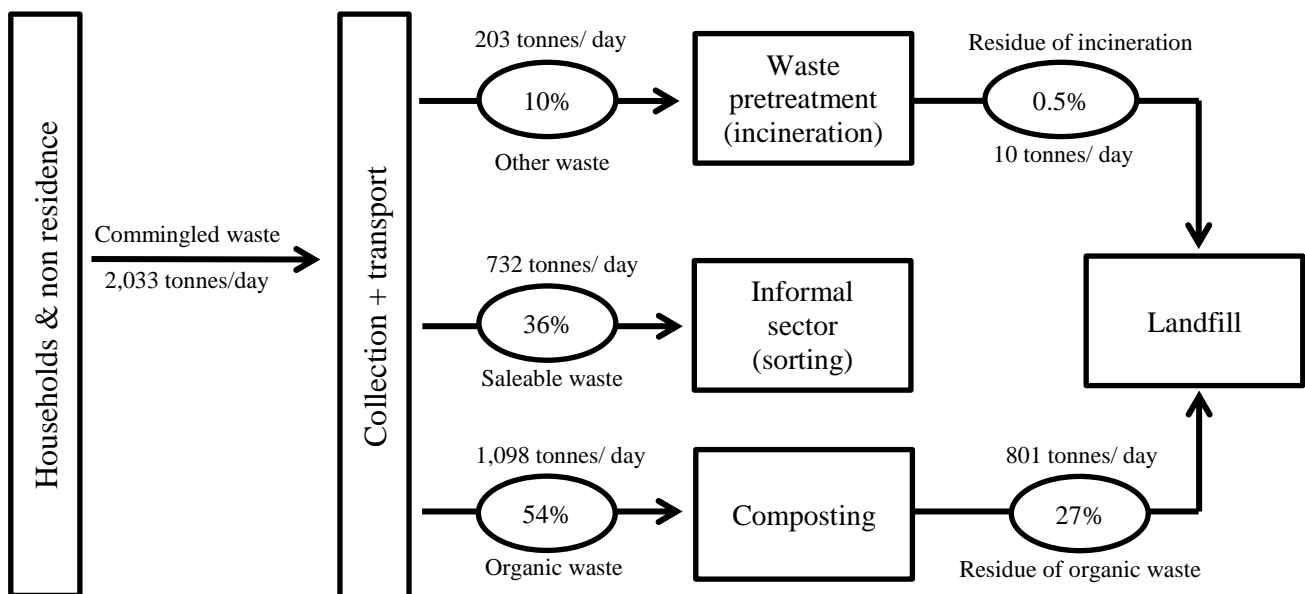 Households & non residence
Commingled waste
2,033 tonnes/day
Collection + transport
203 tonnes/ day
10%
Other waste
Waste
pretreatment
(incineration)
Residue of incineration
0.5%
10 tonnes/ day
732 tonnes/ day
36%
Saleable waste
Informal
sector
(sorting)
Landfill
1,098 tonnes/ day
54%
Organic waste
Composting
801 tonnes/ day
27%
Residue of organic waste